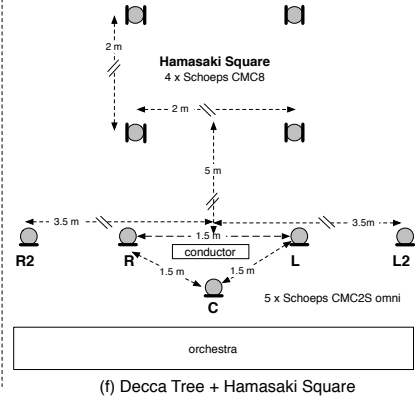 2 m
Hamasaki Square
4 x Schoeps CMC8
2 m
5 m
3.5 m
3.5m
1.5 m
R2
R
conductor
L
L2
1.5 m
1.5 m
C
5 x Schoeps CMC2S omni
orchestra
(f) Decca Tree + Hamasaki Square